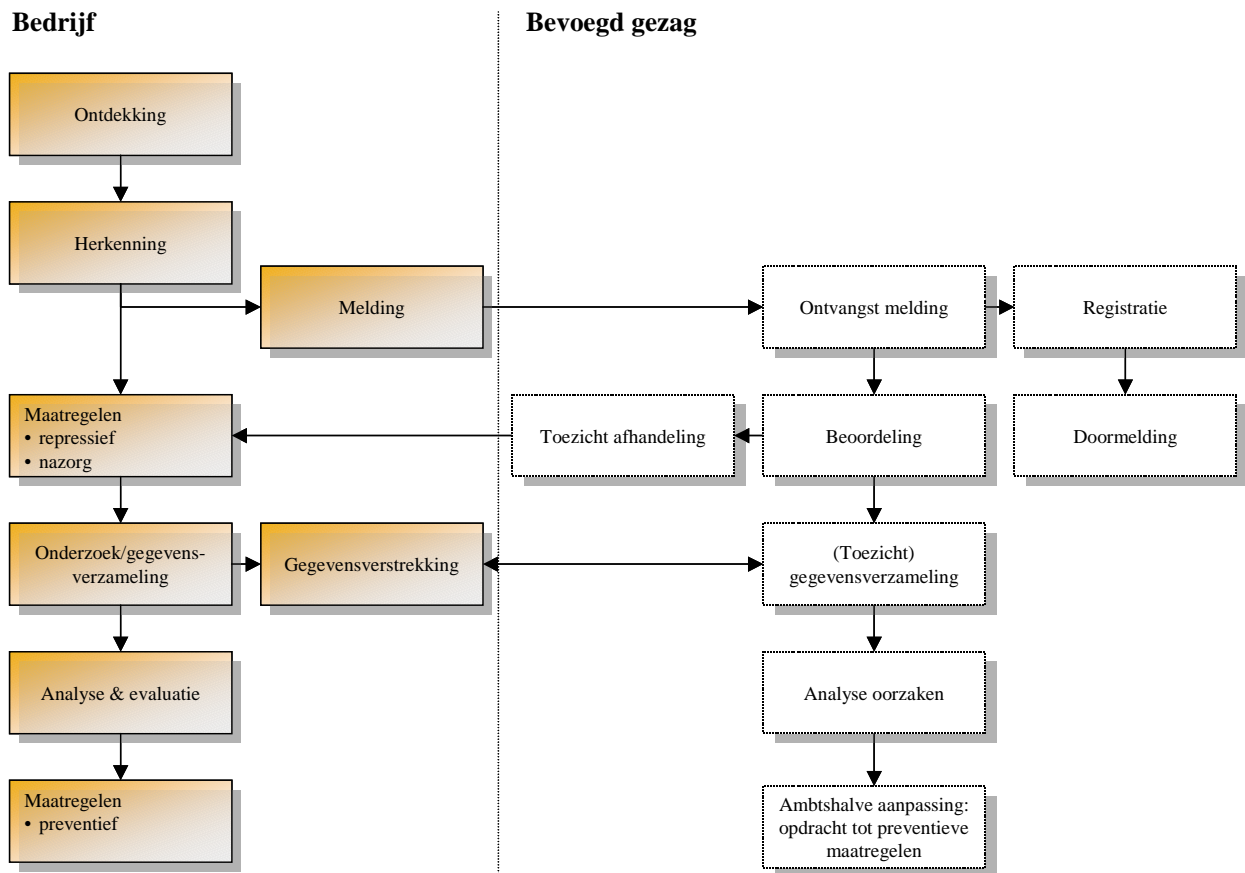 Bedrijf
Bevoegd gezag
Ontdekking
Herkenning
Melding
Ontvangst melding
Registratie
Maatregelen
• repressief
• nazorg
Toezicht afhandeling
Beoordeling
Doormelding
Onderzoek/gegevens-
verzameling
Gegevensverstrekking
(Toezicht)
gegevensverzameling
Analyse & evaluatie
Analyse oorzaken
Maatregelen
• preventief
Ambtshalve aanpassing:
opdracht tot preventieve
maatregelen